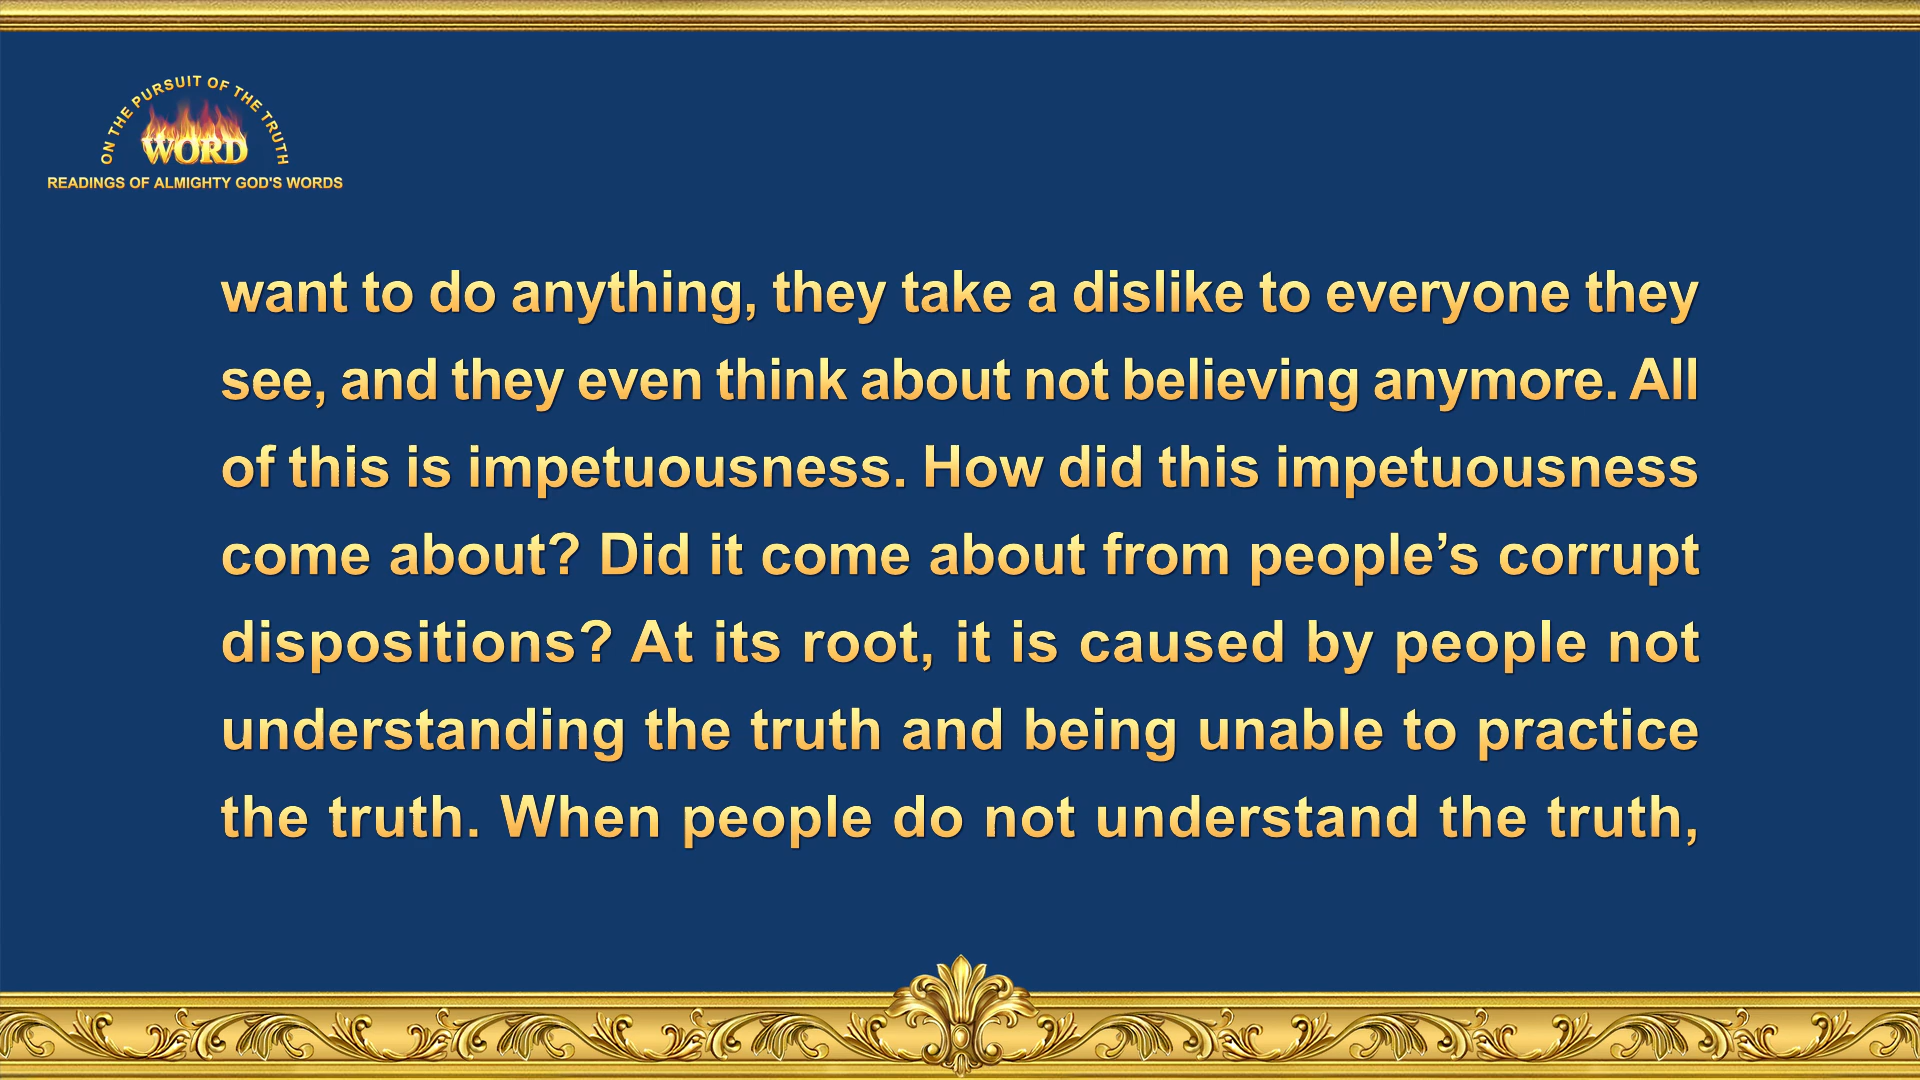 ON THE PURSUIT OF THE TRUTH
WORD
READINGS OF ALMIGHTY GOD'S WORDS
want to do anything, they take a dislike to everyone they
see, and they even think about not believing anymore. All
of this is impetuousness. How did this impetuousness
come about? Did it come about from people’s corrupt
dispositions? At its root, it is caused by people not
understanding the truth and being unable to practice
the truth. When people do not understand the truth,